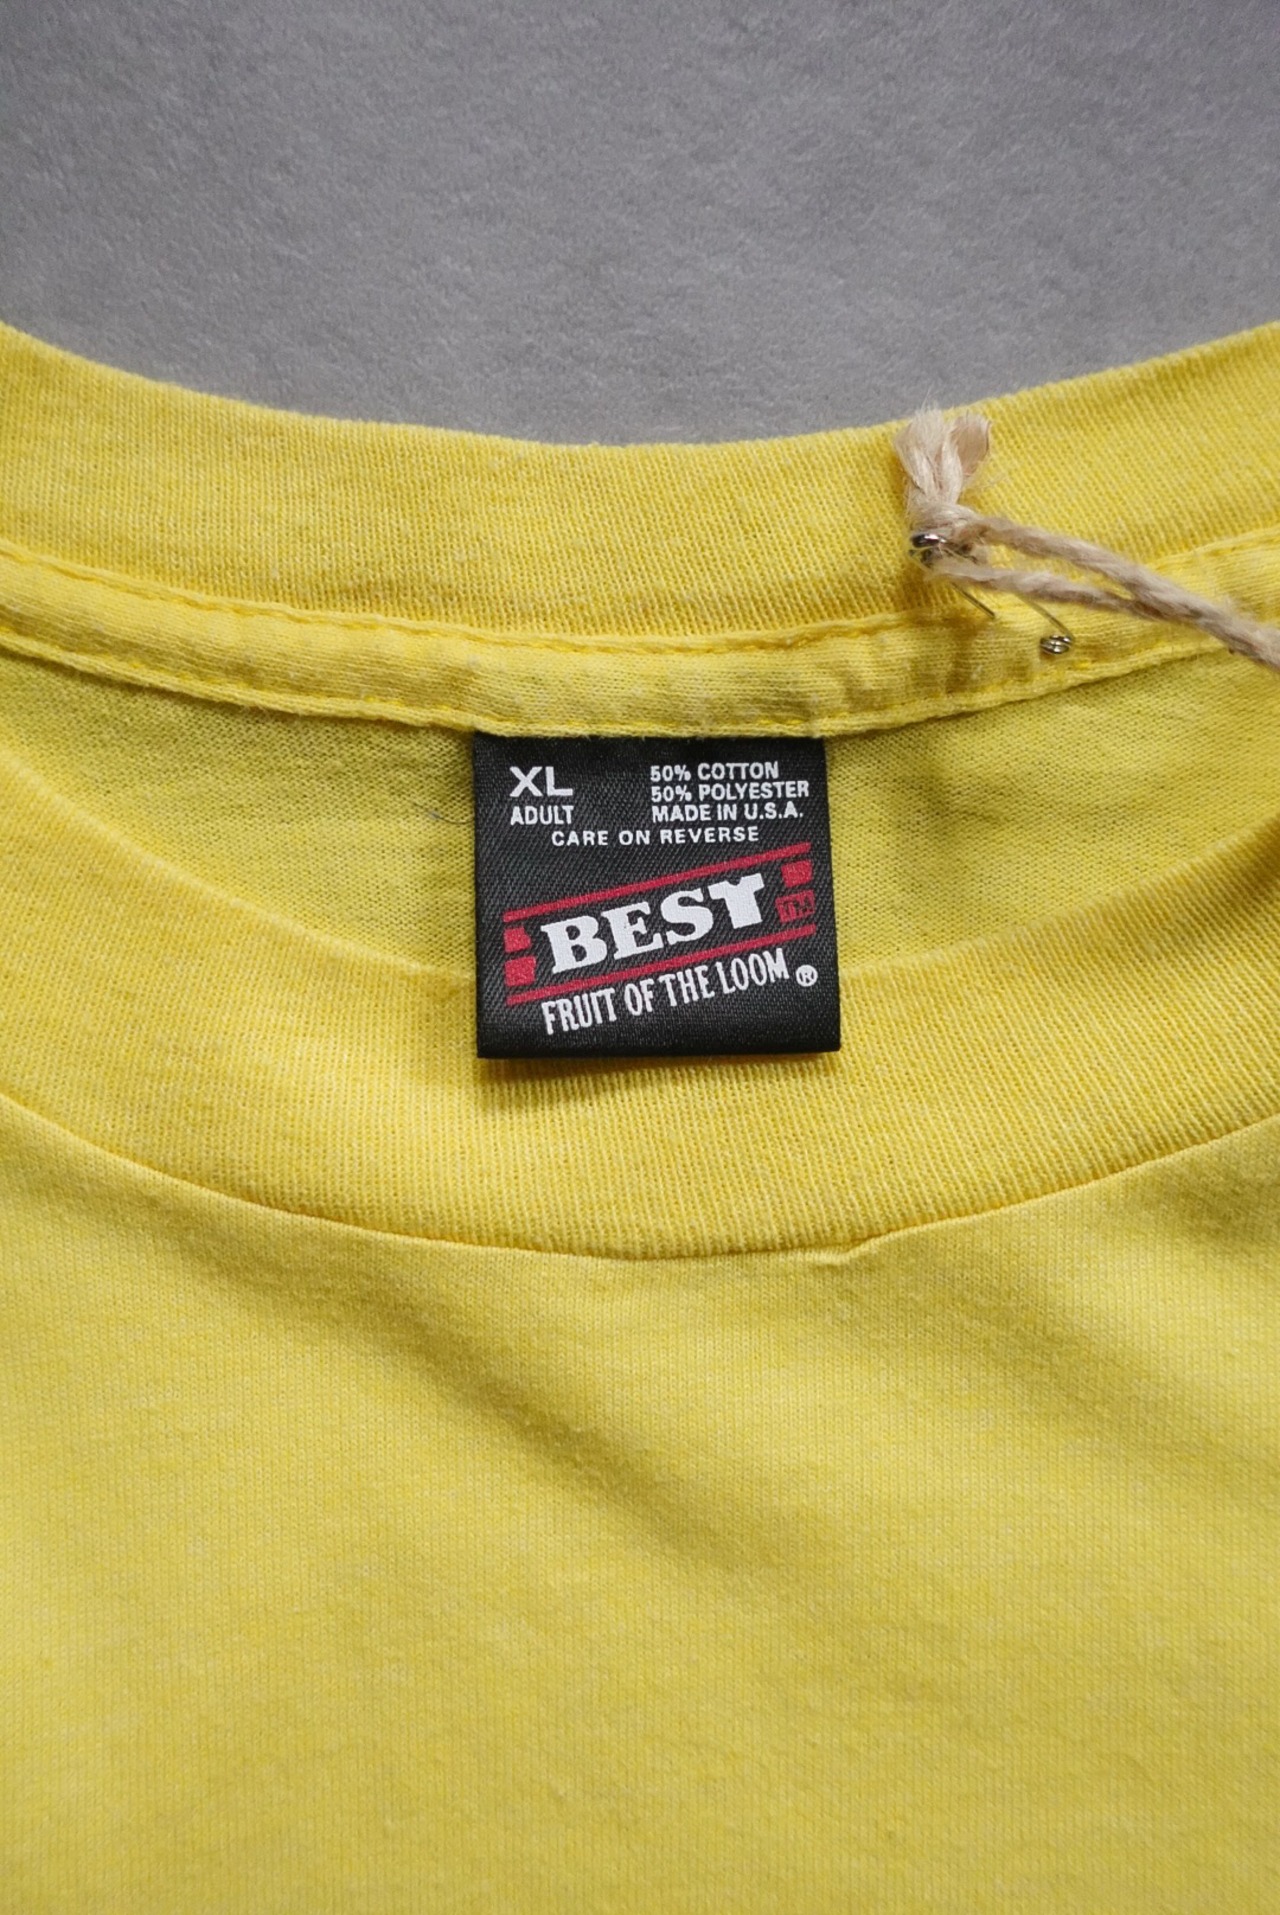 XL
ADULT
50% COTTON
50% POLYESTER
MADE IN U.S.A.
CARE ON REVERSE
BEST TM
FRUIT OF THE LOOM ®